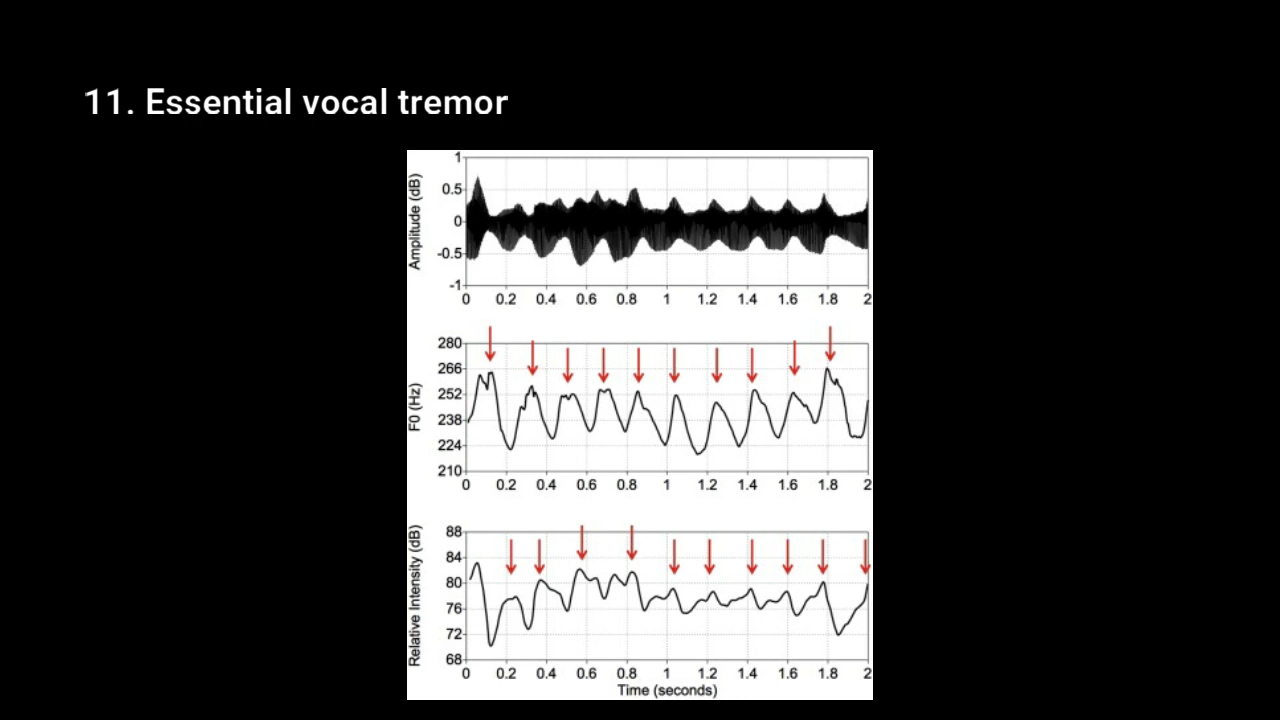 11. Essential vocal tremor
Amplitude (dB)
1
0.5
0
-0.5
-1
0 0.2 0.4 0.6 0.8 1 1.2 1.4 1.6 1.8 2
F0 (Hz)
280
266
252
238
224
210
0 0.2 0.4 0.6 0.8 1 1.2 1.4 1.6 1.8 2
Relative Intensity (dB)
88
84
80
76
72
68
0 0.2 0.4 0.6 0.8 1 1.2 1.4 1.6 1.8 2
Time (seconds)